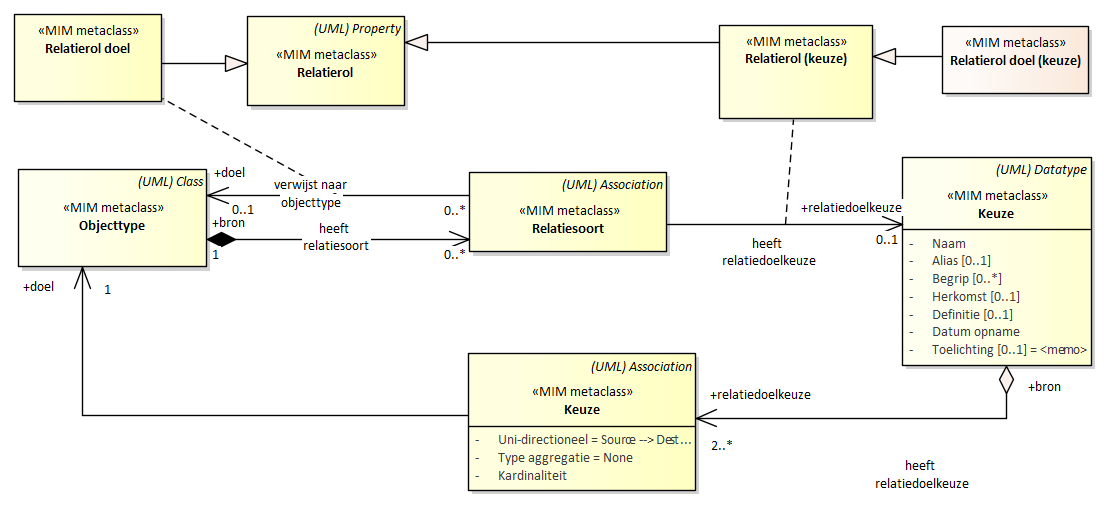 «MIM metaclass»
Relatierol doel
(UML) Property
«MIM metaclass»
Relatierol
«MIM metaclass»
Relatierol (keuze)
«MIM metaclass»
Relatierol doel (keuze)
(UML) Class
«MIM metaclass»
Objecttype
+doel
0..1
verwijst naar
objecttype
0..*
+bron
1
heeft
relatiesoort
0..*
(UML) Association
«MIM metaclass»
Relatiesoort
+relatiedoelkeuze
0..1
heeft
relatiedoelkeuze
(UML) Datatype
«MIM metaclass»
Keuze
- Naam
- Alias [0..1]
- Begrip [0..*]
- Herkomst [0..1]
- Definitie [0..1]
- Datum opname
- Toelichting [0..1] = <memo>
+doel
1
(UML) Association
«MIM metaclass»
Keuze
- Uni-directioneel = Source --> Dest...
- Type aggregatie = None
- Kardinaliteit
+relatiedoelkeuze
2..*
+bron
heeft
relatiedoelkeuze